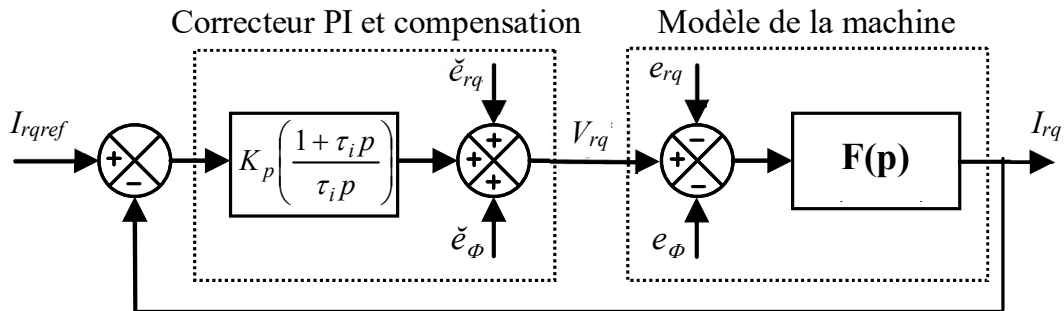 Correcteur PI et compensation
Modèle de la machine
ĕ_rq
e_rq
I_rqref
+
−
K_p((1 + τ_i p)/(τ_i p))
+
+
+
V_rq
−
+
−
F(p)
I_rq
ĕ_Φ
e_Φ